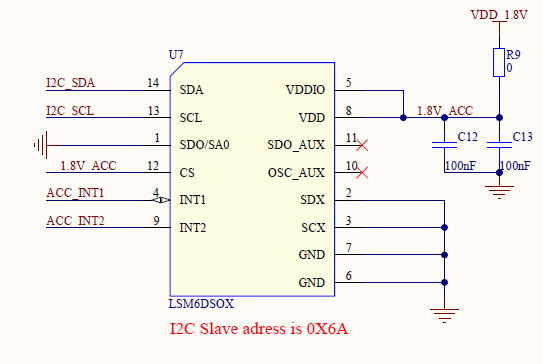 VDD_1.8V
R9
0
U7
I2C_SDA 14 SDA VDDIO 5
I2C_SCL 13 SCL VDD 8 1.8V_ACC
1 SDO/SA0 SDO_AUX 11 C12 C13
1.8V_ACC 12 CS OSC_AUX 10 100nF 100nF
ACC_INT1 4 INT1 SDX 2
ACC_INT2 9 INT2 SCX 3
GND 7
GND 6
LSM6DSOX
I2C Slave adress is 0X6A